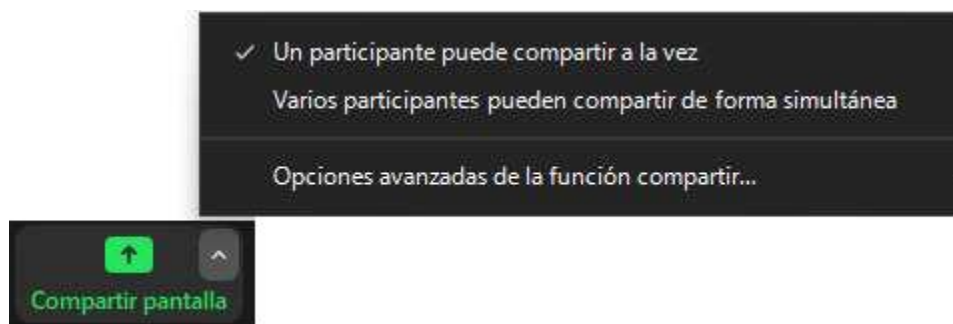 Un participante puede compartir a la vez
Varios participantes pueden compartir de forma simultánea
Opciones avanzadas de la función compartir...
Compartir pantalla